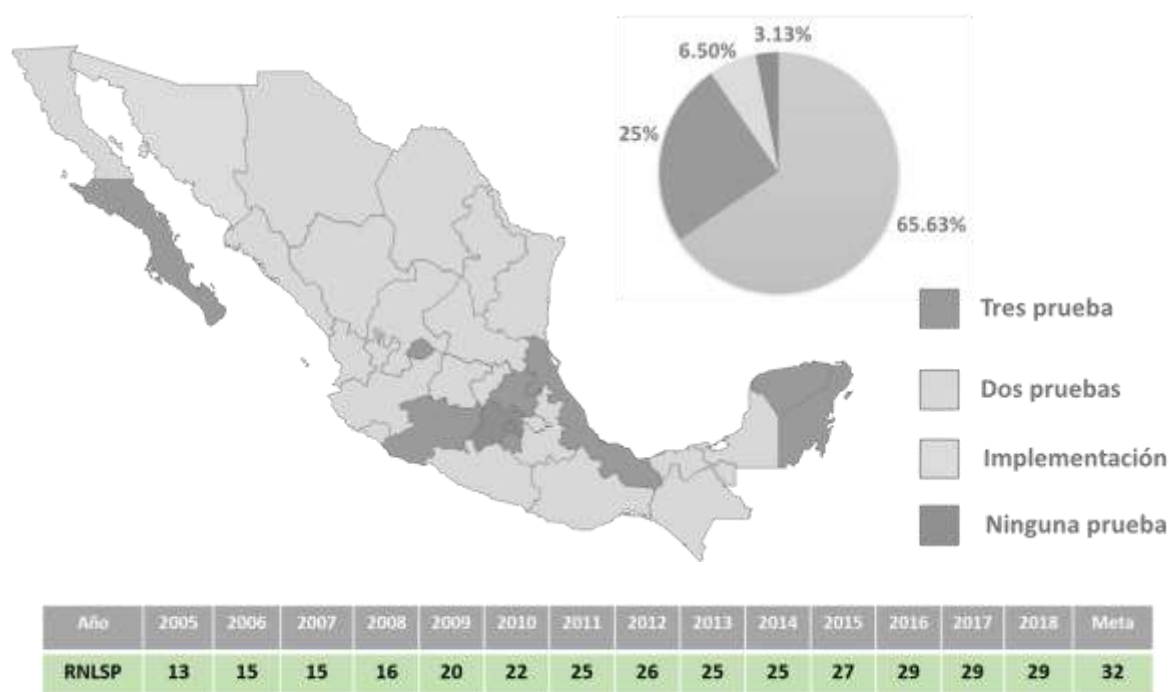 3.13%
6.50%
25%
65.63%
Tres prueba
Dos pruebas
Implementación
Ninguna prueba
Año 2005 2006 2007 2008 2009 2010 2011 2012 2013 2014 2015 2016 2017 2018 Meta
RNLSP 13 15 15 16 20 22 25 26 25 25 27 29 29 29 32